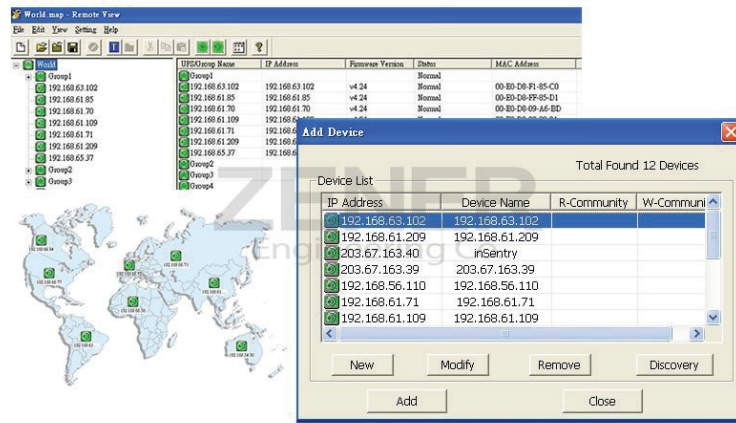 World.map - Remote View
File Edit View Setting Help
World
Group1
192.168.63.102
192.168.61.85
192.168.61.70
192.168.61.109
192.168.61.71
192.168.61.209
192.168.65.37
Group2
Group3
UPS/Group Name IP Address Firmware Version Status MAC Address
Group1 Normal
192.168.63.102 192.168.63.102 v4.24 Normal 00-E0-D8-F1-85-C0
192.168.61.85 192.168.61.85 v4.24 Normal 00-E0-D8-FF-85-D1
192.168.61.70 192.168.61.70 v4.24 Normal 00-E0-D8-09-A6-BD
192.168.61.109
192.168.61.71
192.168.61.209
192.168.65.37
Group2
Group3
Group4
ZENER
Engineering Co.
Add Device
Total Found 12 Devices
Device List
IP Address Device Name R-Community W-Communi
192.168.63.102 192.168.63.102
192.168.61.209 192.168.61.209
203.67.163.40 inSentry
203.67.163.39 203.67.163.39
192.168.56.110 192.168.56.110
192.168.61.71 192.168.61.71
192.168.61.109 192.168.61.109
New Modify Remove Discovery
Add Close